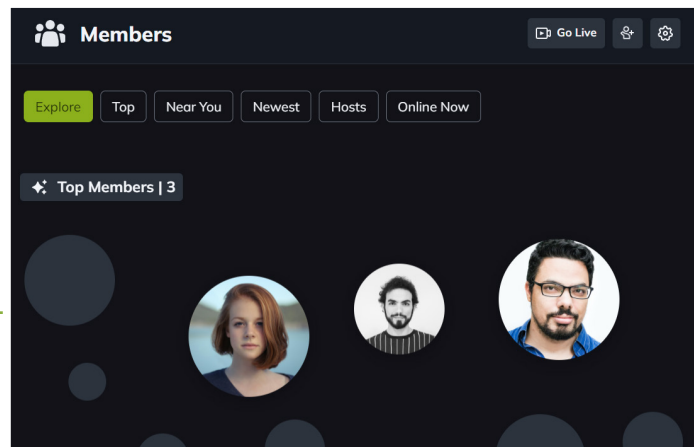 Members
Go Live
Explore
Top
Near You
Newest
Hosts
Online Now
Top Members | 3